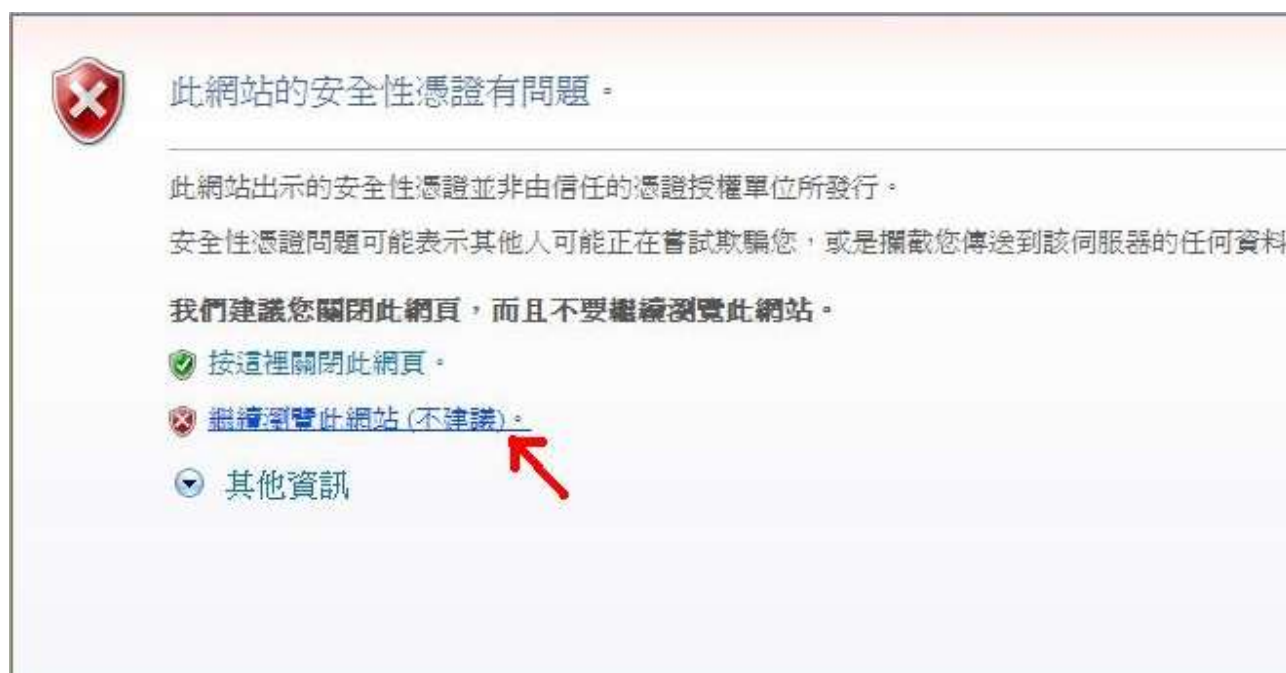 此網站的安全性憑證有問題。
此網站出示的安全性憑證並非由信任的憑證授權單位所發行。
安全性憑證問題可能表示其他人可能正在嘗試欺騙您，或是攔截您傳送到該伺服器的任何資料
我們建議您關閉此網頁，而且不要繼續瀏覽此網站。
按這裡關閉此網頁。
繼續瀏覽此網站 (不建議)。
其他資訊